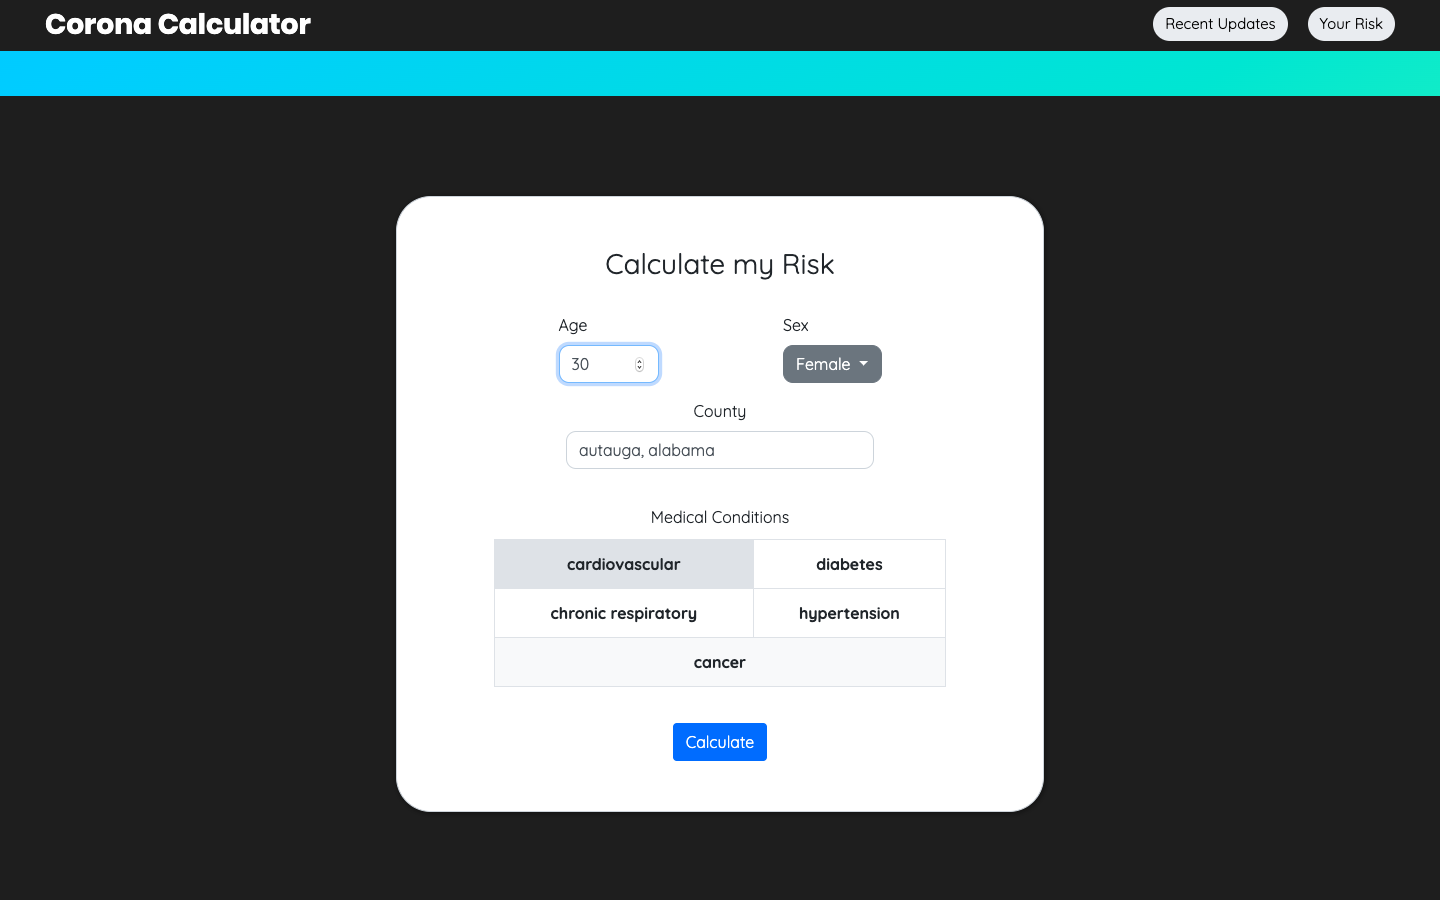 Corona Calculator
Recent Updates
Your Risk
Calculate my Risk
Age
Sex
30
Female
County
autauga, alabama
Medical Conditions
cardiovascular
diabetes
chronic respiratory
hypertension
cancer
Calculate